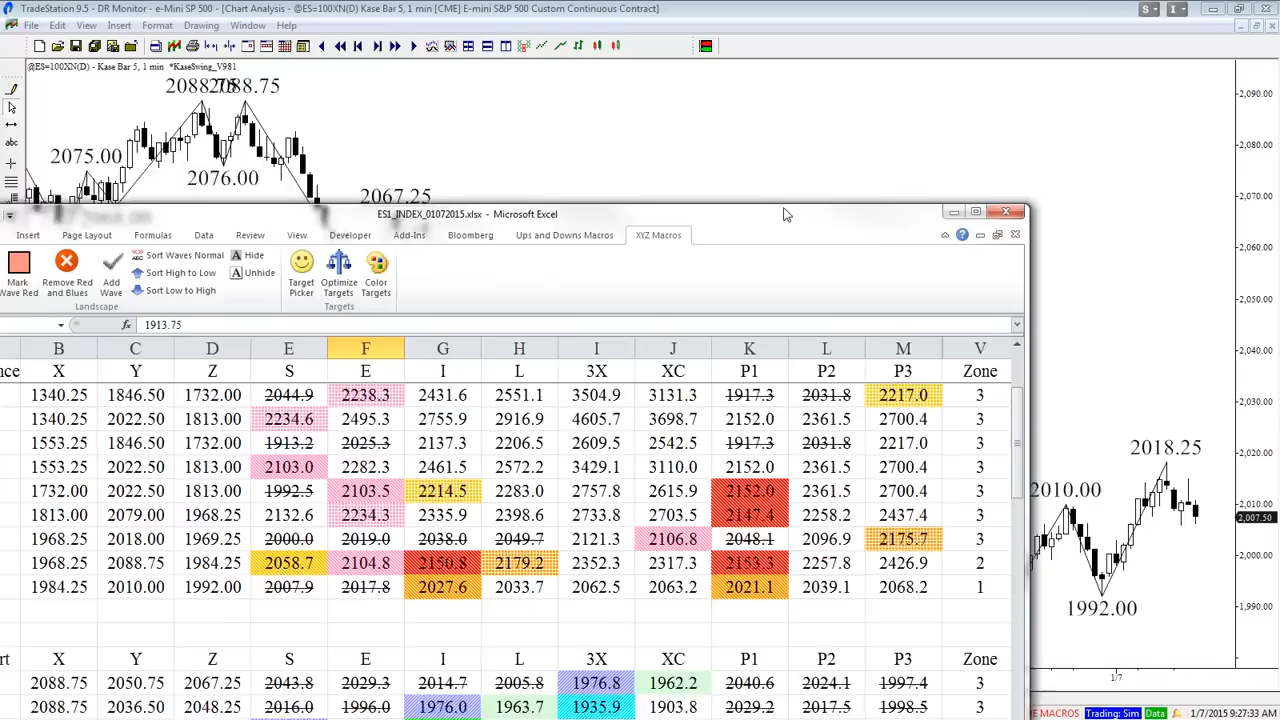 TradeStation 9.5 - DR Monitor - e-Mini SP 500 - [Chart Analysis - @ES=100XN(D) Kase Bar 5, 1 min [CME] E-mini S&P 500 Custom Continuous Contract]
S
I
File Edit View Insert Format Drawing Window Help
@ES=100XN(D) - Kase Bar 5, 1 min *KaseSwing_V981
2088.75
2,090.00
abc
2075.00
2076.00
2,080.00
2067.25
2,070.00
ES1_INDEX_01072015.xlsx - Microsoft Excel
Insert Page Layout Formulas Data Review View Developer Add-Ins Bloomberg Ups and Downs Macros XYZ Macros
2,060.00
Mark Wave Red
Remove Red and Blues
Add Wave
Sort Waves Normal
Sort High to Low
Sort Low to High
Hide
Unhide
Target Picker
Optimize Targets
Color Targets
Landscape
Targets
2,050.00
2,040.00
2,030.00
2,020.00
2,010.00
2,007.50
2,000.00
1,990.00
fx 1913.75
B C D E F G H I J K L M V
nce X Y Z S E I L 3X XC P1 P2 P3 Zone
1340.25 1846.50 1732.00 2044.9 2238.3 2431.6 2551.1 3504.9 3131.3 1917.3 2031.8 2217.0 3
1340.25 2022.50 1813.00 2234.6 2495.3 2755.9 2916.9 4605.7 3698.7 2152.0 2361.5 2700.4 3
1553.25 1846.50 1732.00 1913.2 2025.3 2137.3 2206.5 2609.5 2542.5 1917.3 2031.8 2217.0 3
1553.25 2022.50 1813.00 2103.0 2282.3 2461.5 2572.2 3429.1 3110.0 2152.0 2361.5 2700.4 3
1732.00 2022.50 1813.00 1992.5 2103.5 2214.5 2283.0 2757.8 2615.9 2152.0 2361.5 2700.4 3
1813.00 2079.00 1968.25 2132.6 2234.3 2335.9 2398.6 2733.8 2703.5 2147.4 2258.2 2437.4 3
1968.25 2018.00 1969.25 2000.0 2019.0 2038.0 2049.7 2121.3 2106.8 2048.1 2096.9 2175.7 3
1968.25 2088.75 1984.25 2058.7 2104.8 2150.8 2179.2 2352.3 2317.3 2153.3 2257.8 2426.9 2
1984.25 2010.00 1992.00 2007.9 2017.8 2027.6 2033.7 2062.5 2063.2 2021.1 2039.1 2068.2 1
rt X Y Z S E I L 3X XC P1 P2 P3 Zone
2088.75 2050.75 2067.25 2043.8 2029.3 2014.7 2005.8 1976.8 1962.2 2040.6 2024.1 1997.4 3
2088.75 2036.50 2048.25 2016.0 1996.0 1976.0 1963.7 1935.9 1903.8 2029.2 2017.5 1998.5 3
2018.25
2010.00
1992.00
1/7
E MACROS Trading: Sim Data 1/7/2015 9:27:33 AM